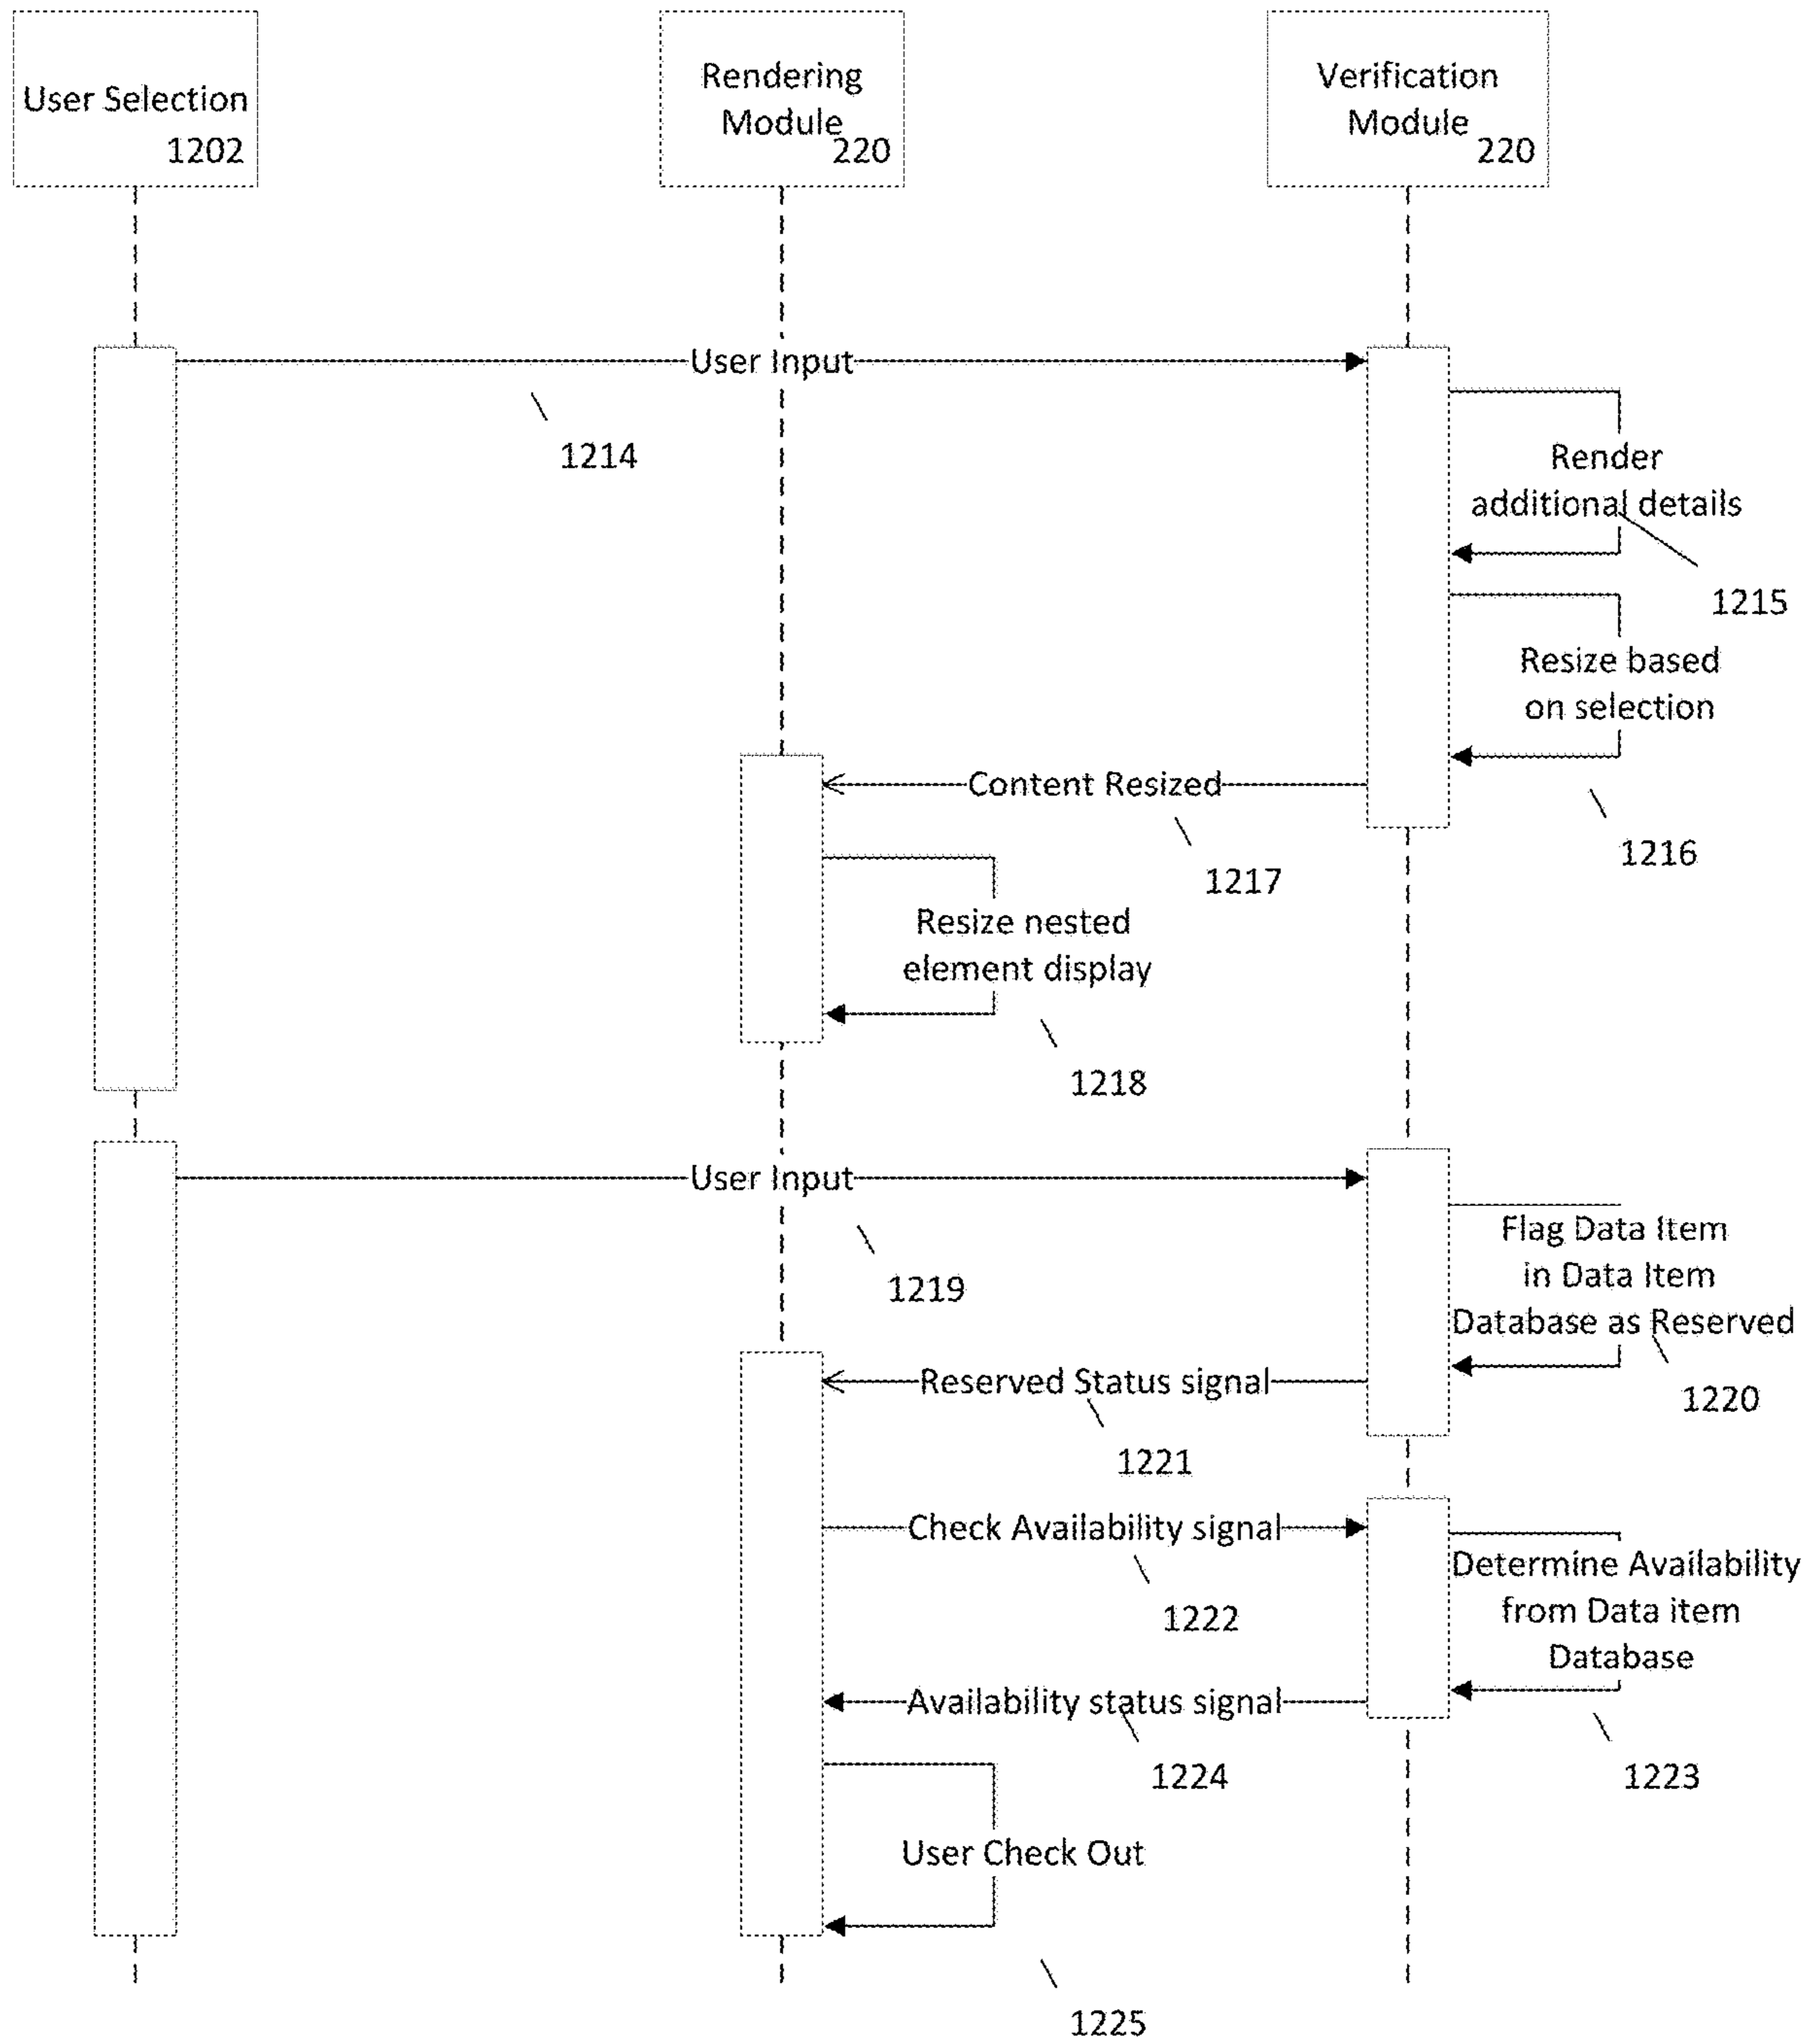 User Selection
1202
Rendering
Module
220
Verification
Module
220
User Input
1214
Render
additional details
1215
Resize based
on selection
1216
Content Resized
1217
Resize nested
element display
1218
User Input
1219
Flag Data Item
in Data Item
Database as Reserved
1220
Reserved Status signal
1221
Check Availability signal
1222
Determine Availability
from Data item
Database
1223
Availability status signal
1224
User Check Out
1225